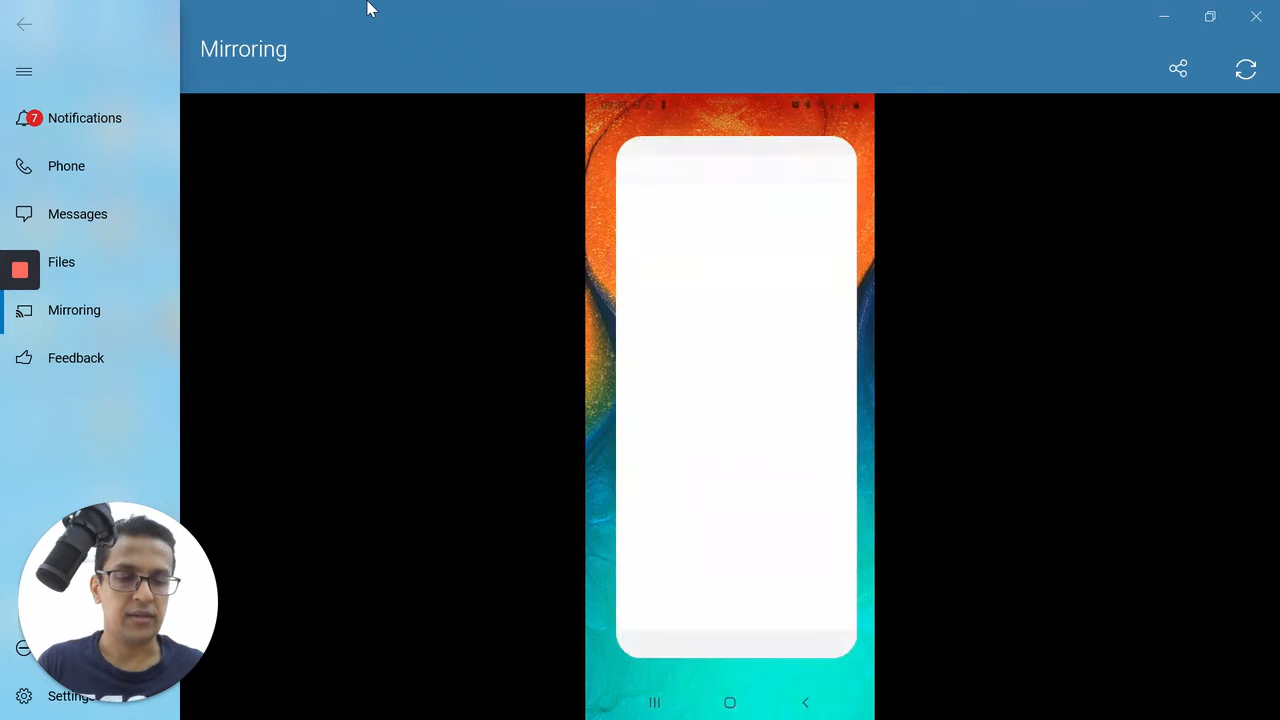 Mirroring
7
Notifications
Phone
Messages
Files
Mirroring
Feedback
Settings